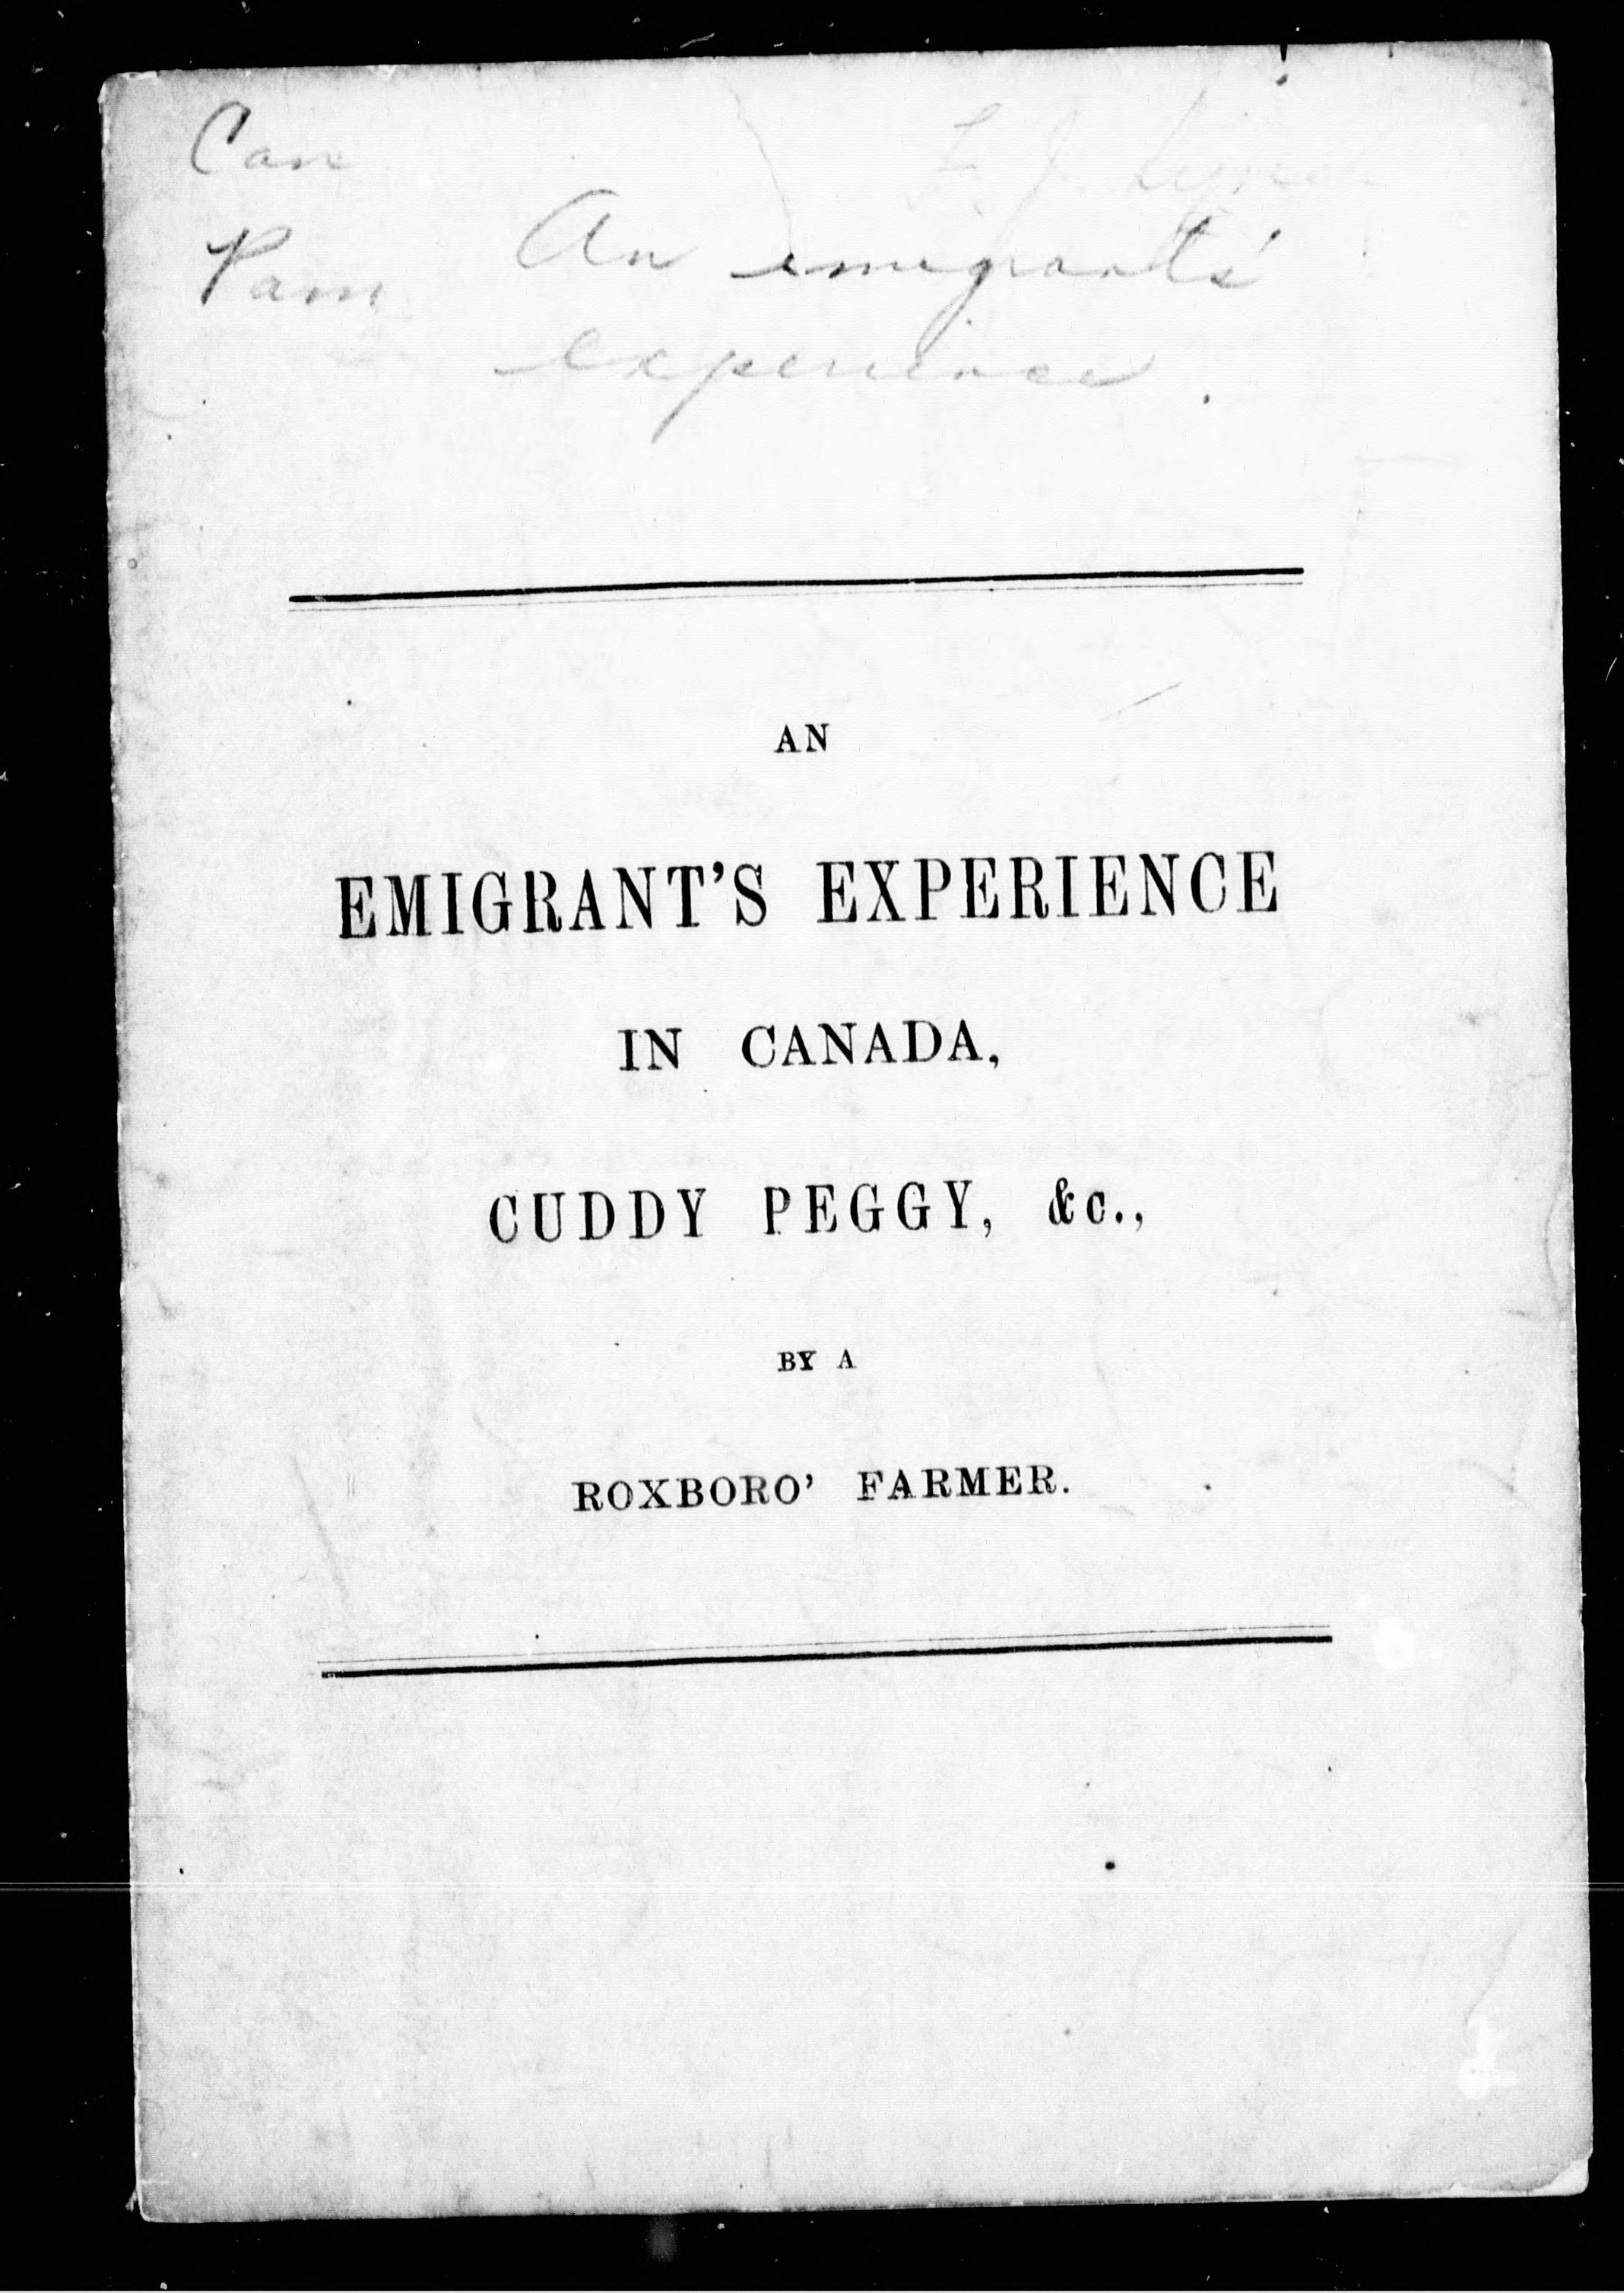 Can
Pam
An emigrants'
experience.
AN
EMIGRANT'S EXPERIENCE
IN CANADA,
CUDDY PEGGY, &c.,
BY A
ROXBORO' FARMER.